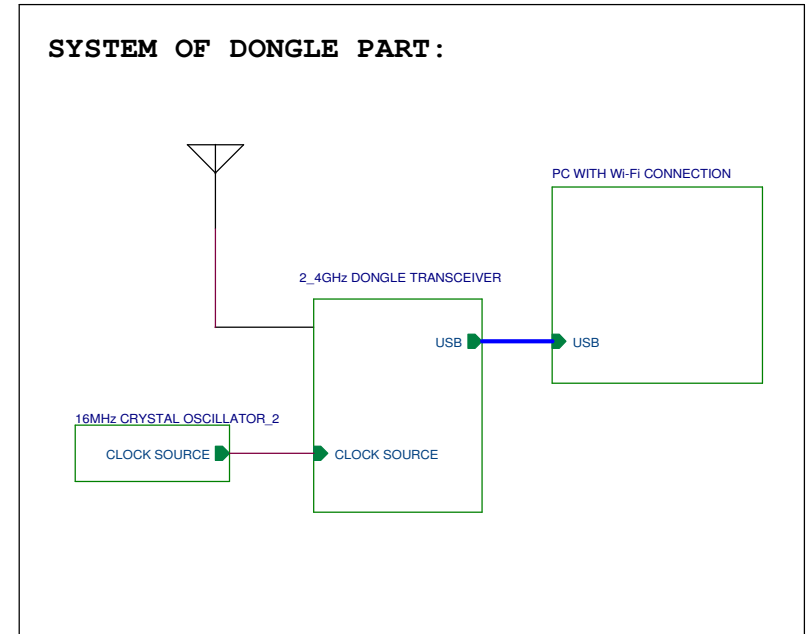 SYSTEM OF DONGLE PART:
PC WITH Wi-Fi CONNECTION
2_4GHz DONGLE TRANSCEIVER
USB
USB
16MHz CRYSTAL OSCILLATOR_2
CLOCK SOURCE
CLOCK SOURCE